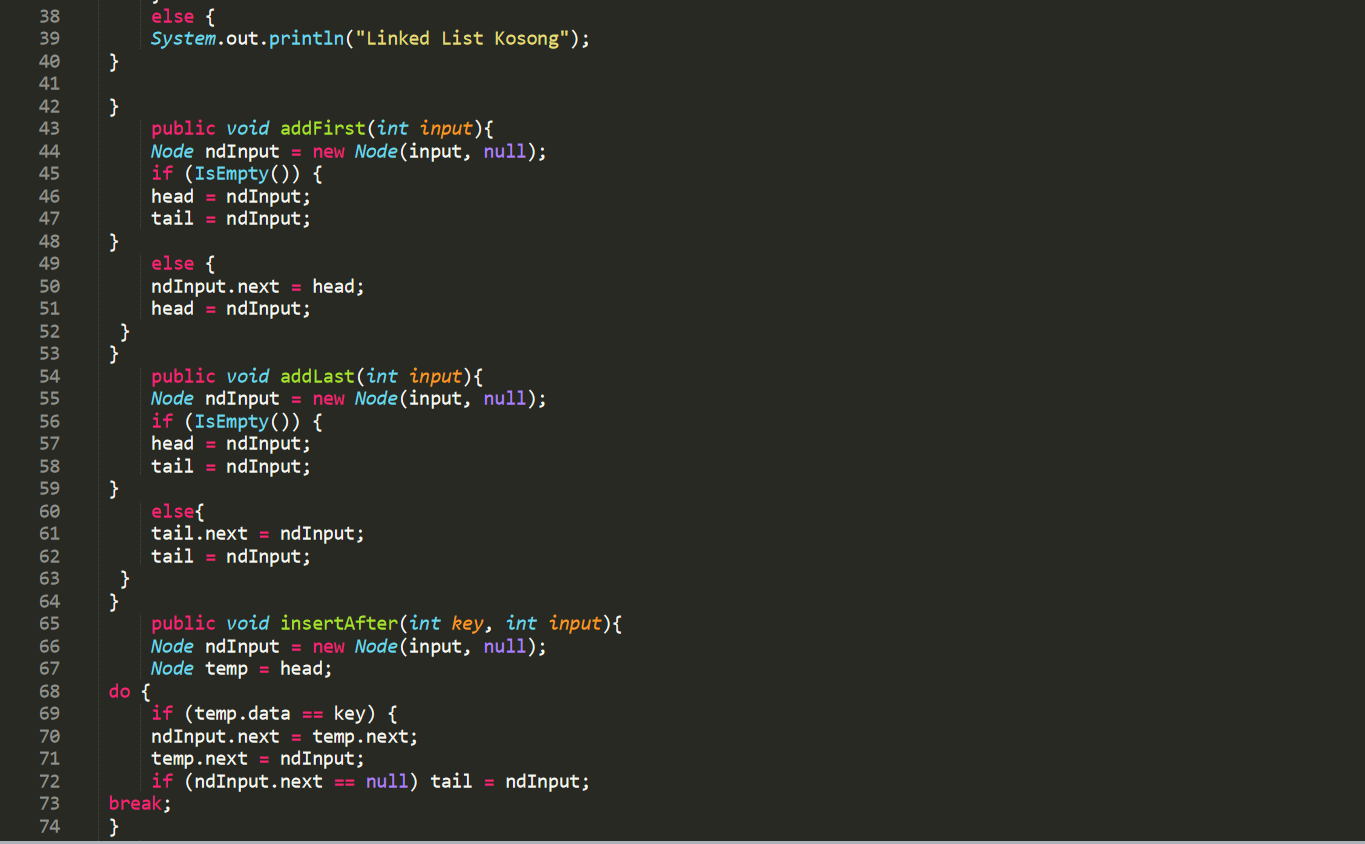 38 else {
39 System.out.println("Linked List Kosong");
40 }
41
42 }
43 public void addFirst(int input){
44 Node ndInput = new Node(input, null);
45 if (IsEmpty()) {
46 head = ndInput;
47 tail = ndInput;
48 }
49 else {
50 ndInput.next = head;
51 head = ndInput;
52 }
53 }
54 public void addLast(int input){
55 Node ndInput = new Node(input, null);
56 if (IsEmpty()) {
57 head = ndInput;
58 tail = ndInput;
59 }
60 else{
61 tail.next = ndInput;
62 tail = ndInput;
63 }
64 }
65 public void insertAfter(int key, int input){
66 Node ndInput = new Node(input, null);
67 Node temp = head;
68 do {
69 if (temp.data == key) {
70 ndInput.next = temp.next;
71 temp.next = ndInput;
72 if (ndInput.next == null) tail = ndInput;
73 break;
74 }